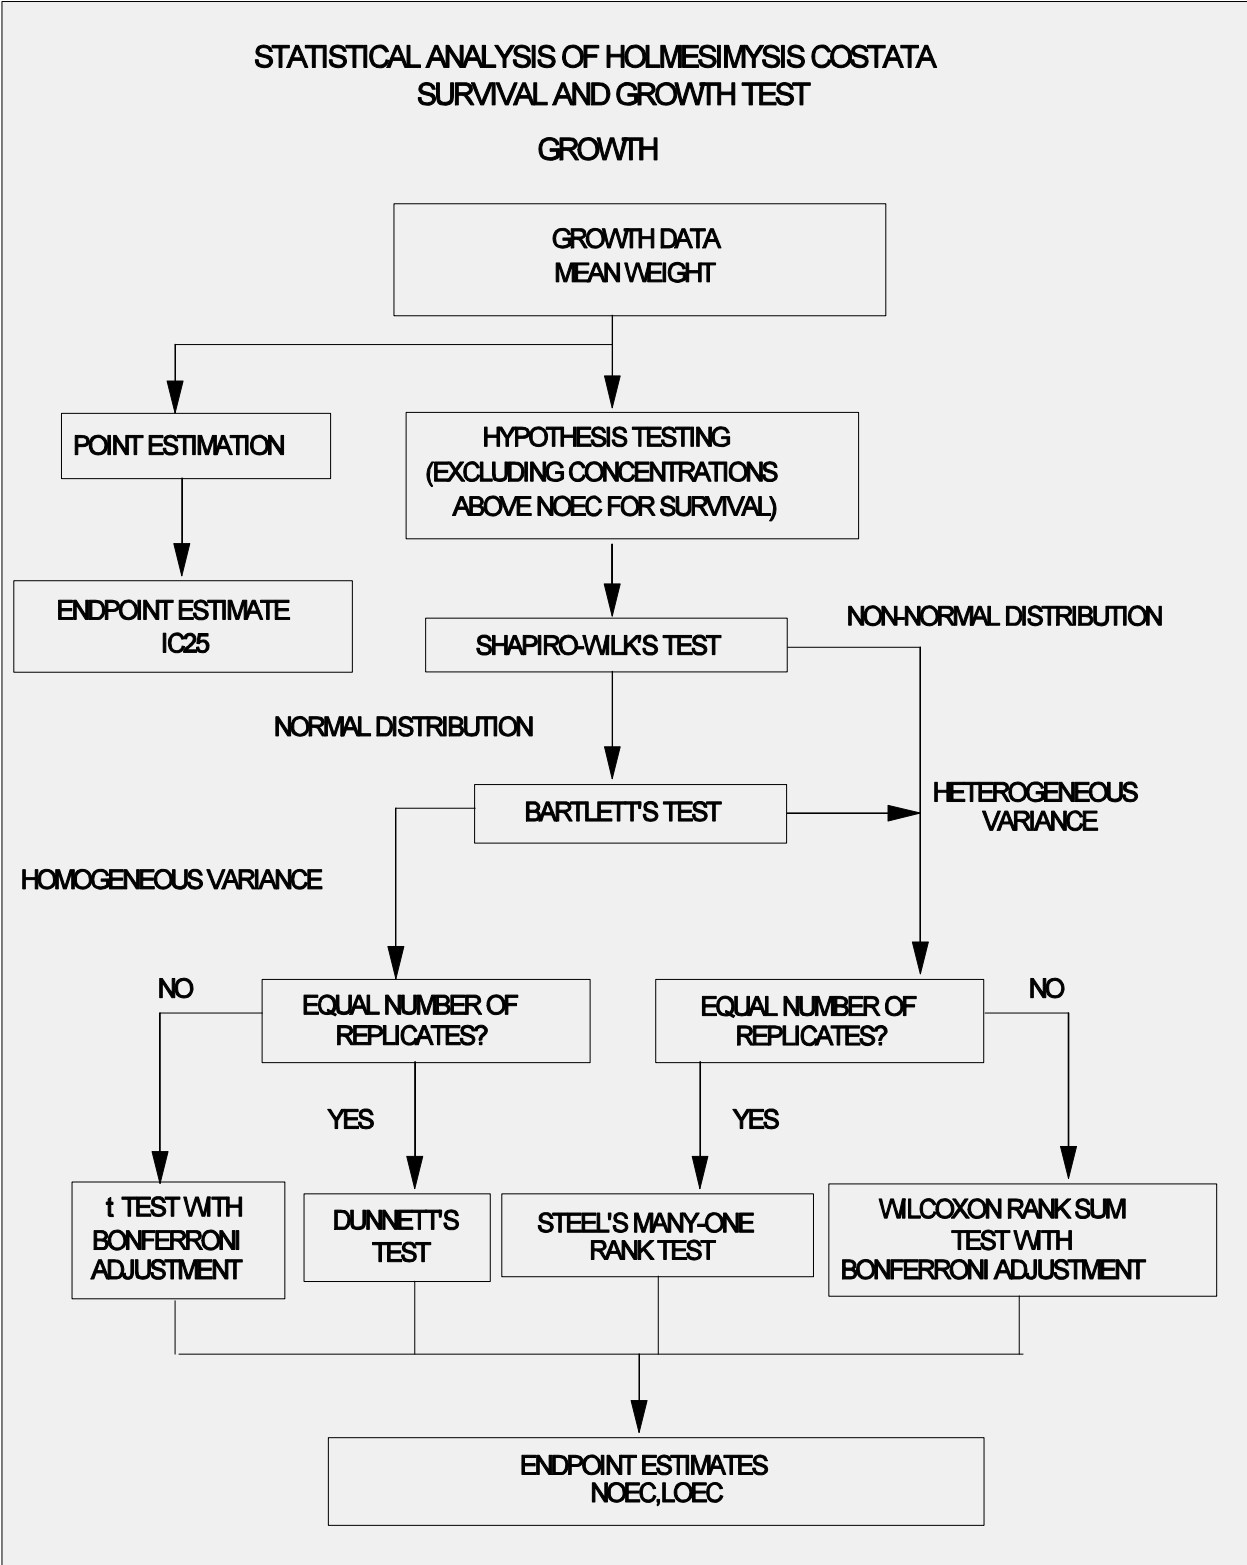 STATISTICAL ANALYSIS OF HOLMESIMYSIS COSTATA
SURVIVAL AND GROWTH TEST
GROWTH
GROWTH DATA
MEAN WEIGHT
POINT ESTIMATION
HYPOTHESIS TESTING
(EXCLUDING CONCENTRATIONS
ABOVE NOEC FOR SURVIVAL)
ENDPOINT ESTIMATE
IC25
SHAPIRO-WILK'S TEST
NON-NORMAL DISTRIBUTION
NORMAL DISTRIBUTION
BARTLETT'S TEST
HETEROGENEOUS
VARIANCE
HOMOGENEOUS VARIANCE
NO
EQUAL NUMBER OF
REPLICATES?
EQUAL NUMBER OF
REPLICATES?
NO
YES
YES
t TEST WITH
BONFERRONI
ADJUSTMENT
DUNNETT'S
TEST
STEEL'S MANY-ONE
RANK TEST
WILCOXON RANK SUM
TEST WITH
BONFERRONI ADJUSTMENT
ENDPOINT ESTIMATES
NOEC,LOEC